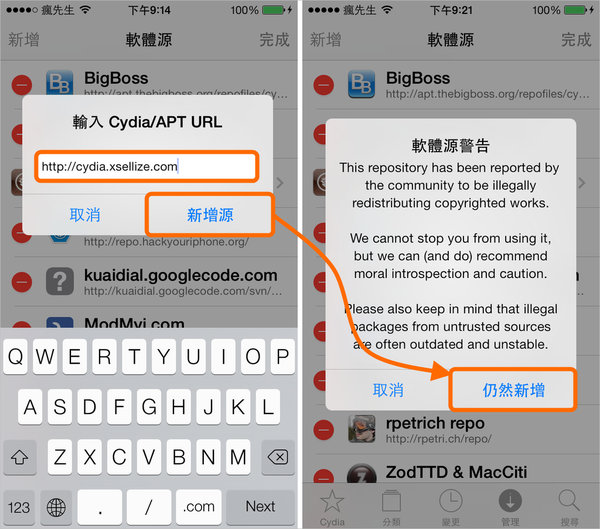 瘋先生 下午9:14 100%
新增 軟體源 完成
BigBoss
http://apt.thebigboss.org/repofiles/cy…
輸入 Cydia/APT URL
http://cydia.xsellize.com
取消 新增源
http://repo.hackyouriphone.org/
kuaidial.googlecode.com
http://kuaidial.googlecode.com/svn/…
ModMyi.com
Q W E R T Y U I O P
A S D F G H J K L
Z X C V B N M
123 . / .com Next
瘋先生 下午9:21 100%
新增 軟體源 完成
BigBoss
http://apt.thebigboss.org/repofiles/cy…
軟體源警告
This repository has been reported by
the community to be illegally
redistributing copyrighted works.
We cannot stop you from using it,
but we can (and do) recommend
moral introspection and caution.
Please also keep in mind that illegal
packages from untrusted sources
are often outdated and unstable.
取消 仍然新增
rpetrich repo
http://rpetri.ch/repo/
ZodTTD & MacCiti
Cydia 分類 變更 管理 搜尋